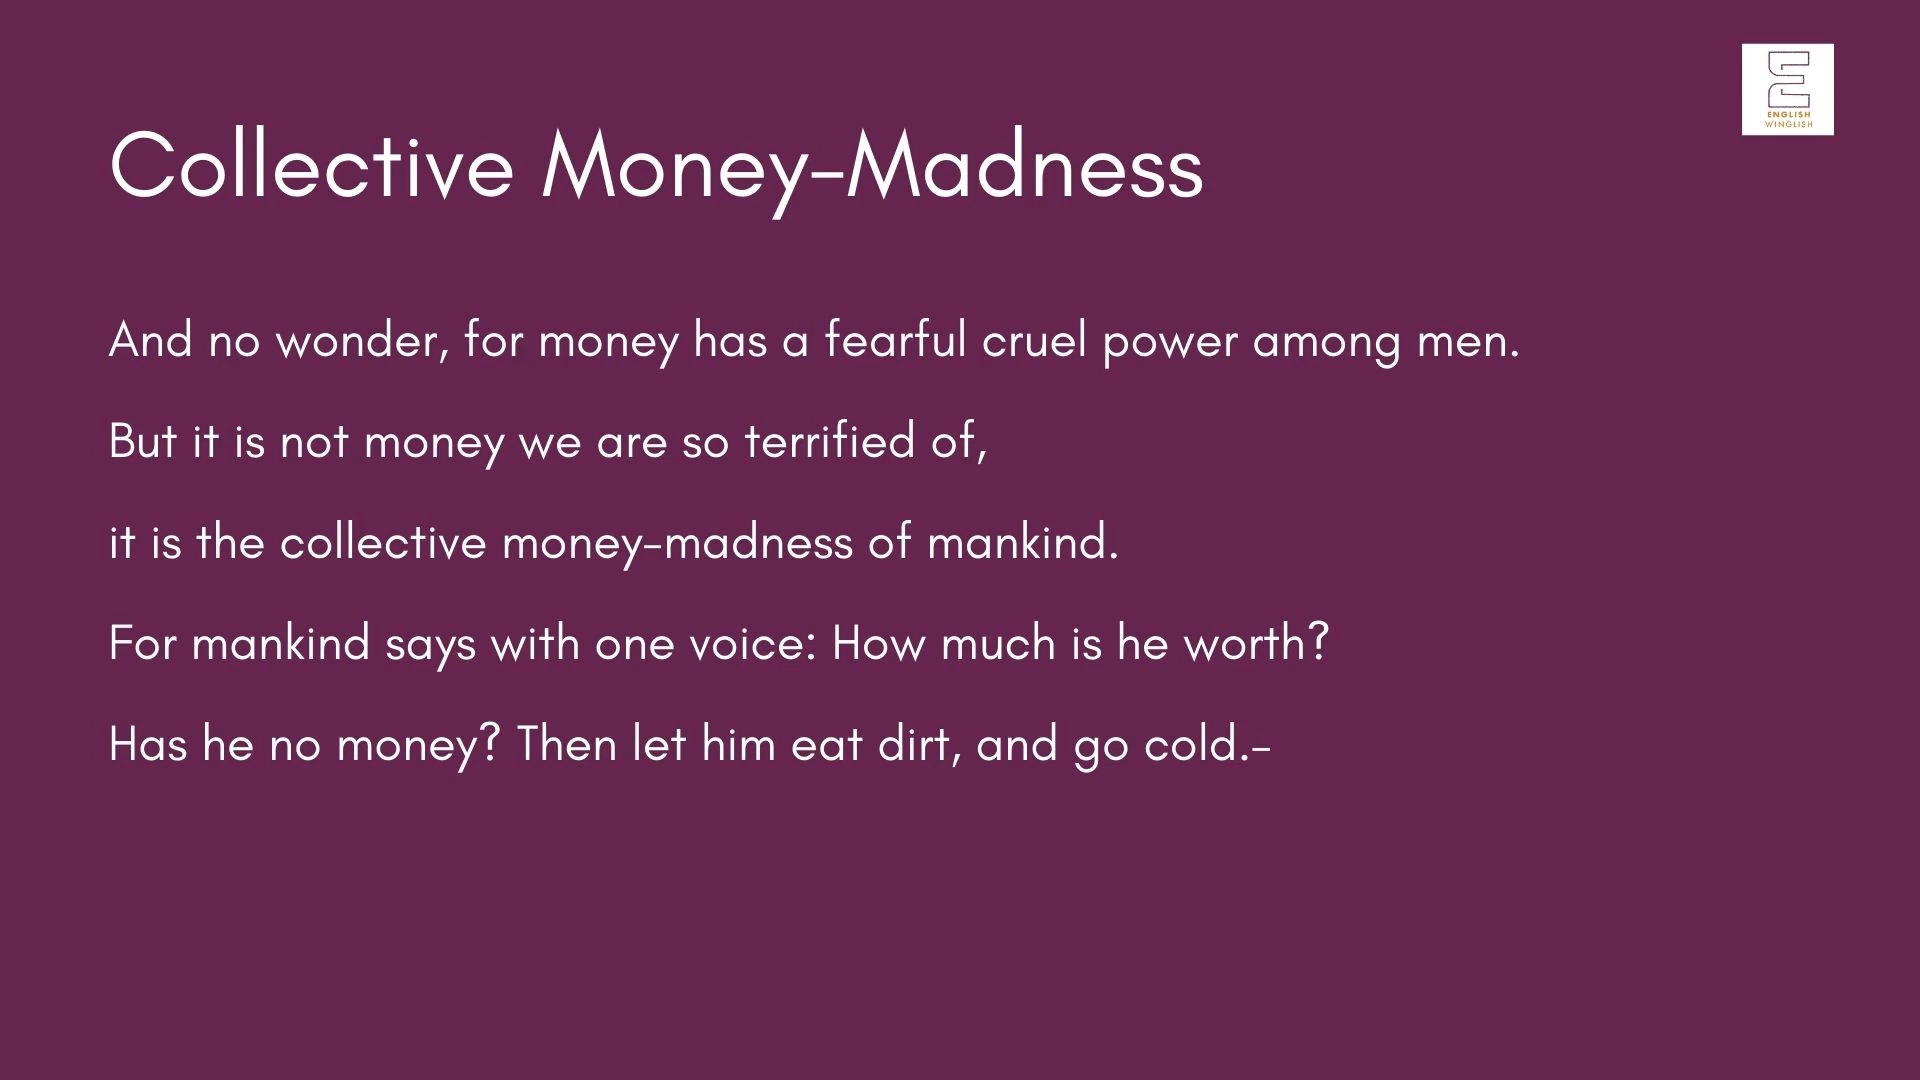 ENGLISH
WINGLISH
Collective Money-Madness
And no wonder, for money has a fearful cruel power among men.
But it is not money we are so terrified of,
it is the collective money-madness of mankind.
For mankind says with one voice: How much is he worth?
Has he no money? Then let him eat dirt, and go cold.-